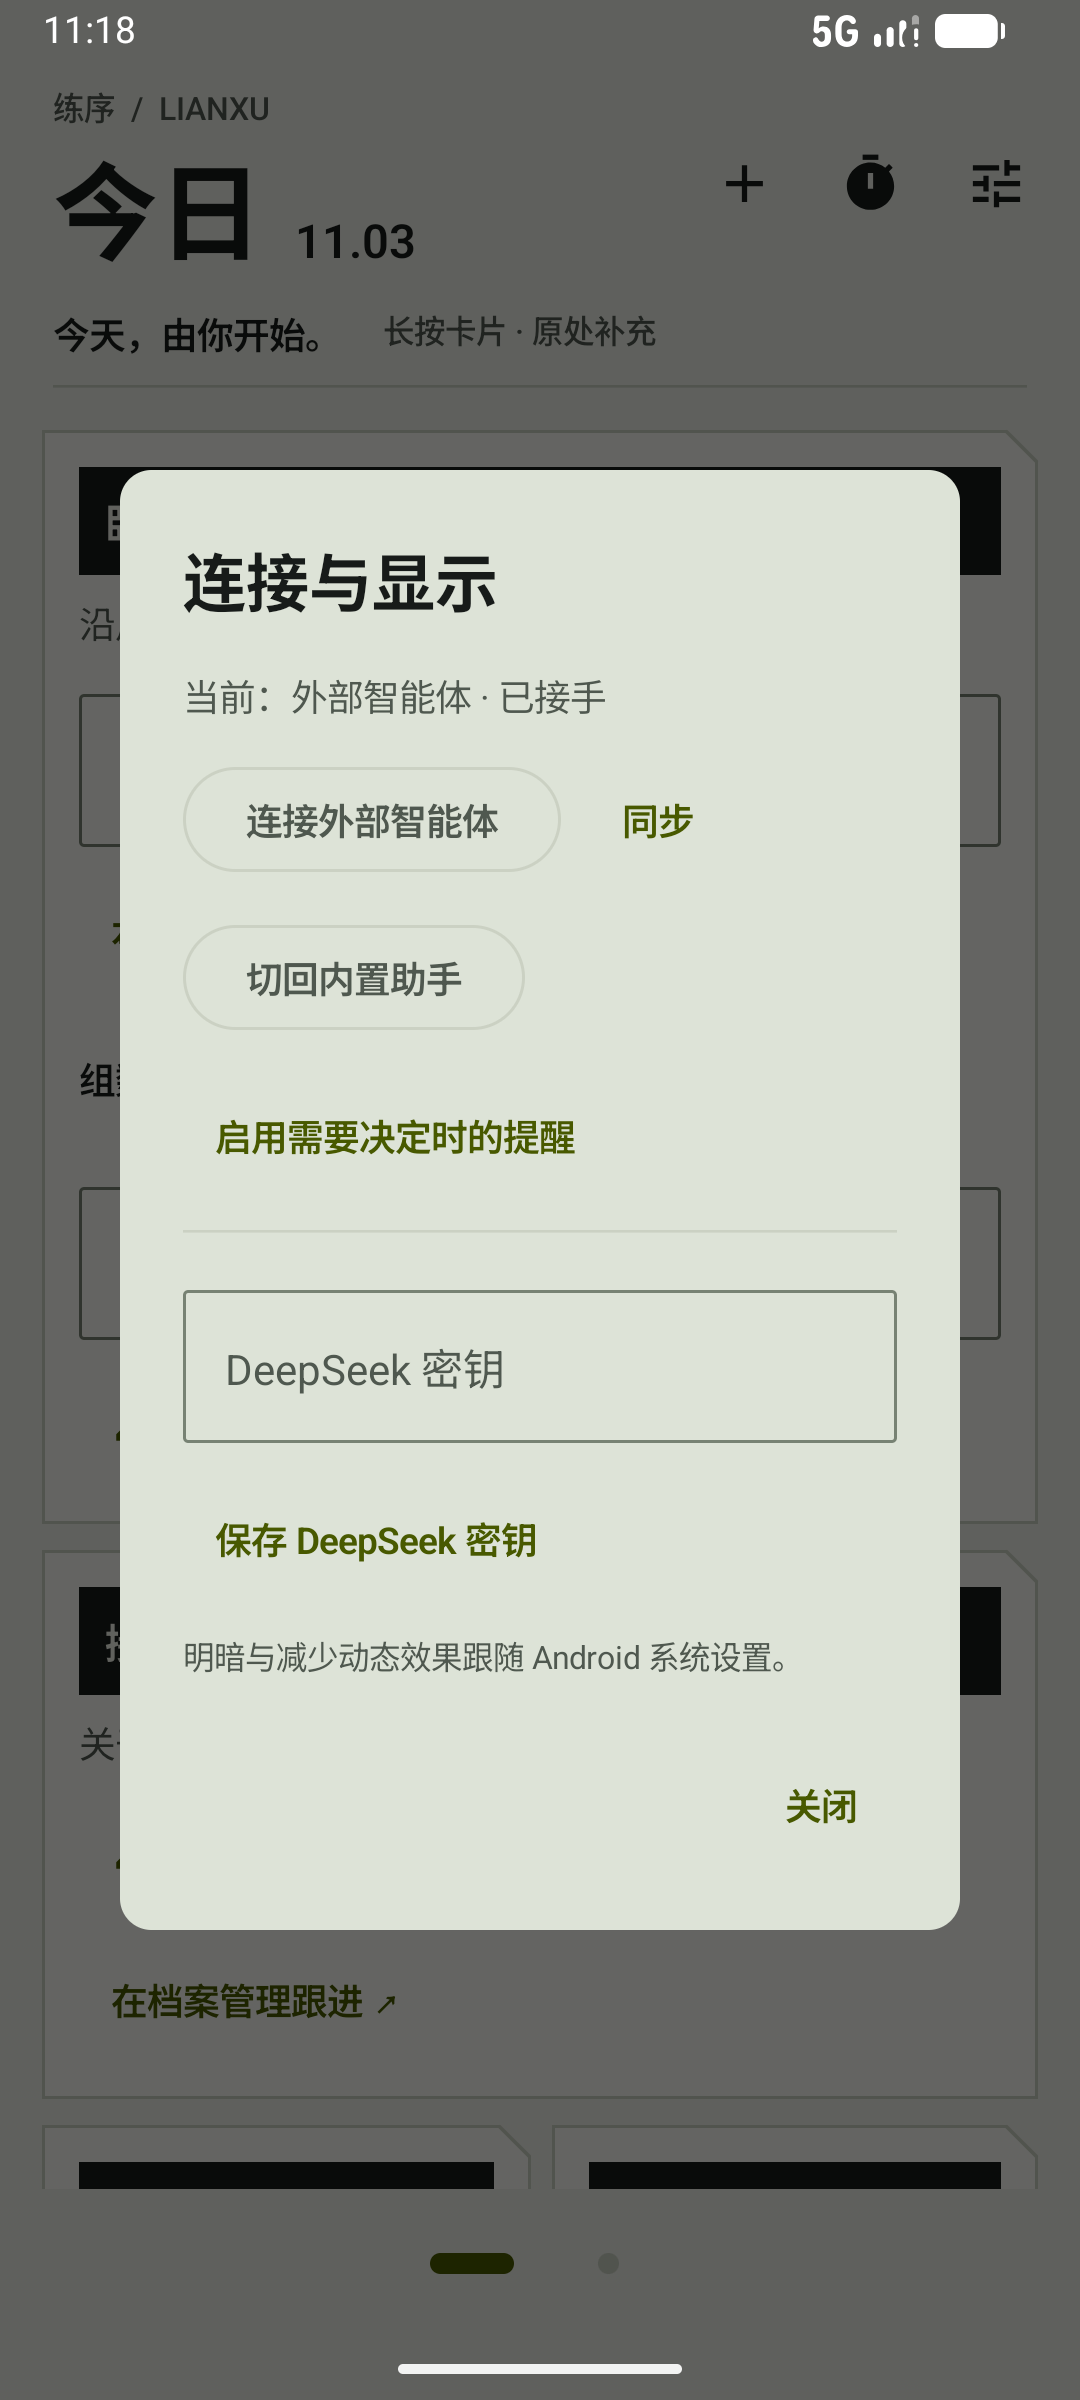 11:18 5G
练序 / LIANXU
今日 11.03
今天，由你开始。 长按卡片 · 原处补充
沿
连接与显示
当前：外部智能体 · 已接手
连接外部智能体 同步
切回内置助手
组
启用需要决定时的提醒
DeepSeek 密钥
保存 DeepSeek 密钥
明暗与减少动态效果跟随 Android 系统设置。
关
关闭
在档案管理跟进 ↗